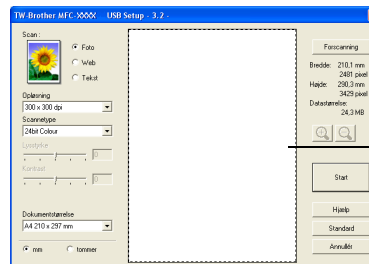 TW-Brother MFC-XXXX USB Setup - 3.2 -
Scan :
Foto
Web
Tekst
Opløsning
300 x 300 dpi
Scannetype
24bit Colour
Lysstyrke
0
Kontrast
0
Dokumentstørrelse
A4 210 x 297 mm
mm
tommer
Forscanning
Bredde: 210,1 mm
2481 pixel
Højde: 290,3 mm
3429 pixel
Datastørrelse:
24,3 MB
Start
Hjælp
Standard
Annullér